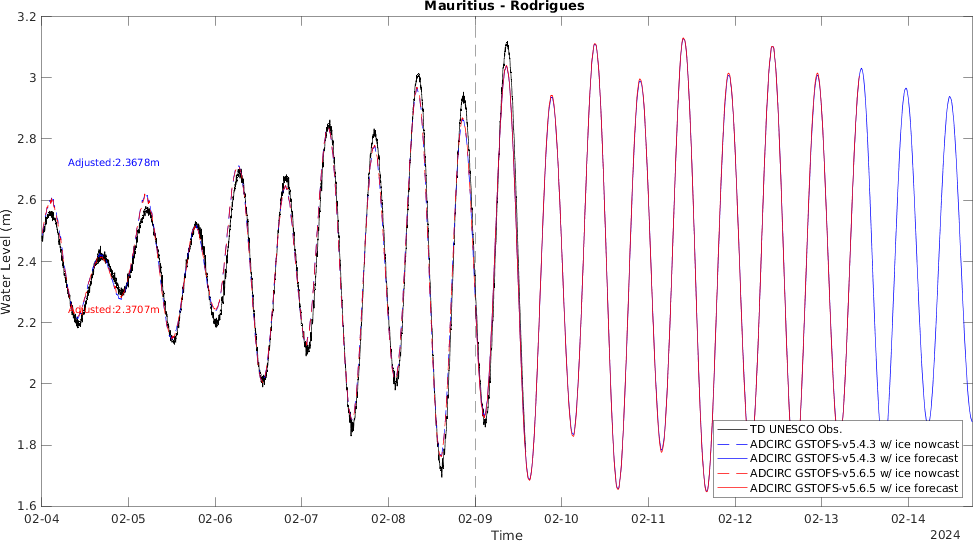 Mauritius - Rodrigues
3.2
3
2.8
2.6
2.4
2.2
2
1.8
1.6
Water Level (m)
Adjusted:2.3678m
Adjusted:2.3707m
TD UNESCO Obs.
ADCIRC GSTOFS-v5.4.3 w/ ice nowcast
ADCIRC GSTOFS-v5.4.3 w/ ice forecast
ADCIRC GSTOFS-v5.6.5 w/ ice nowcast
ADCIRC GSTOFS-v5.6.5 w/ ice forecast
02-04 02-05 02-06 02-07 02-08 02-09 02-10 02-11 02-12 02-13 02-14
Time
2024